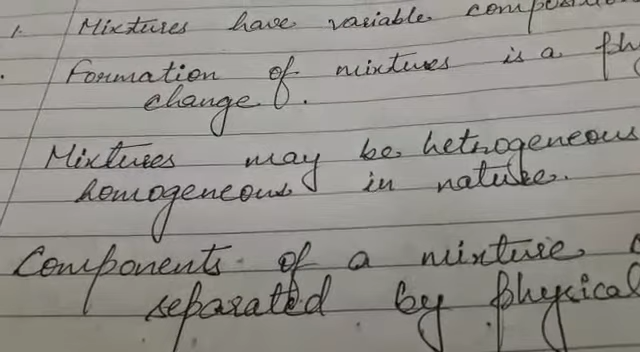 1. Mixtures have variable
Formation of mixtures is a
change.
Mixtures may be hetrogeneous
homogeneous in nature.
Components of a mixture
separated by physical